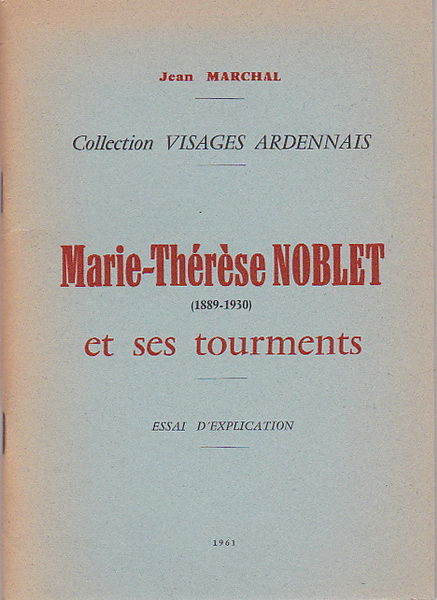 Jean MARCHAL
Collection VISAGES ARDENNAIS
Marie-Thérèse NOBLET
(1889-1930)
et ses tourments
ESSAI D'EXPLICATION
1961